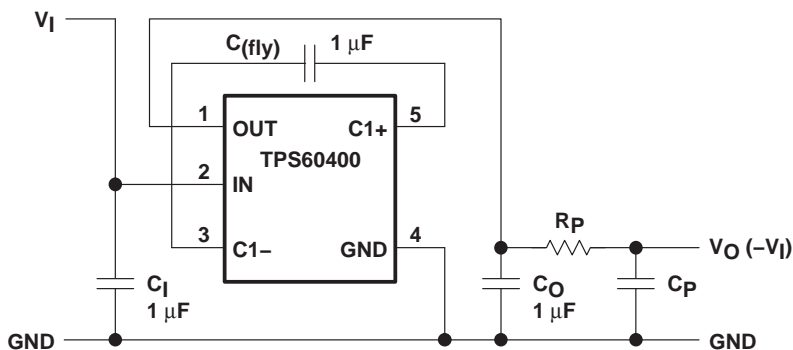 VI
C(fly) 1 μF
1 OUT C1+ 5
TPS60400
2 IN
3 C1− GND 4
RP
VO (−VI)
CI
1 μF
CO
1 μF
CP
GND GND